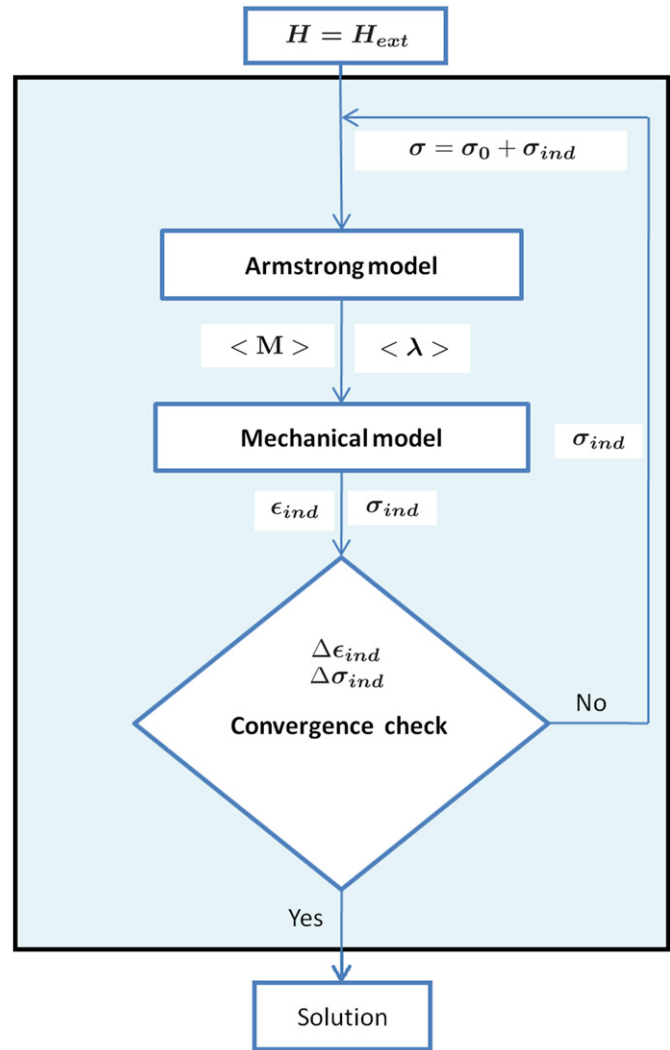 H = H_ext
σ = σ_0 + σ_ind
Armstrong model
< M > < λ >
Mechanical model
σ_ind
ϵ_ind σ_ind
Δϵ_ind
Δσ_ind
Convergence check
No
Yes
Solution